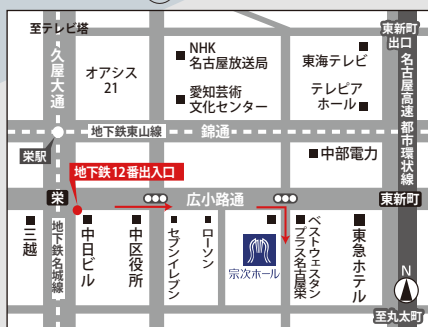 至テレビ塔
久屋大通
オアシス
21
NHK
名古屋放送局
愛知芸術
文化センター
東海テレビ
テレピア
ホール
東新町
出口
名古屋高速 都市環状線
地下鉄東山線
錦通
栄駅
中部電力
地下鉄12番出入口
栄
広小路通
東新町
三越
地下鉄名城線
中日ビル
中区役所
セブンイレブン
ローソン
宗次ホール
ベストウェスタン
プラス名古屋栄
東急ホテル
N
至丸太町